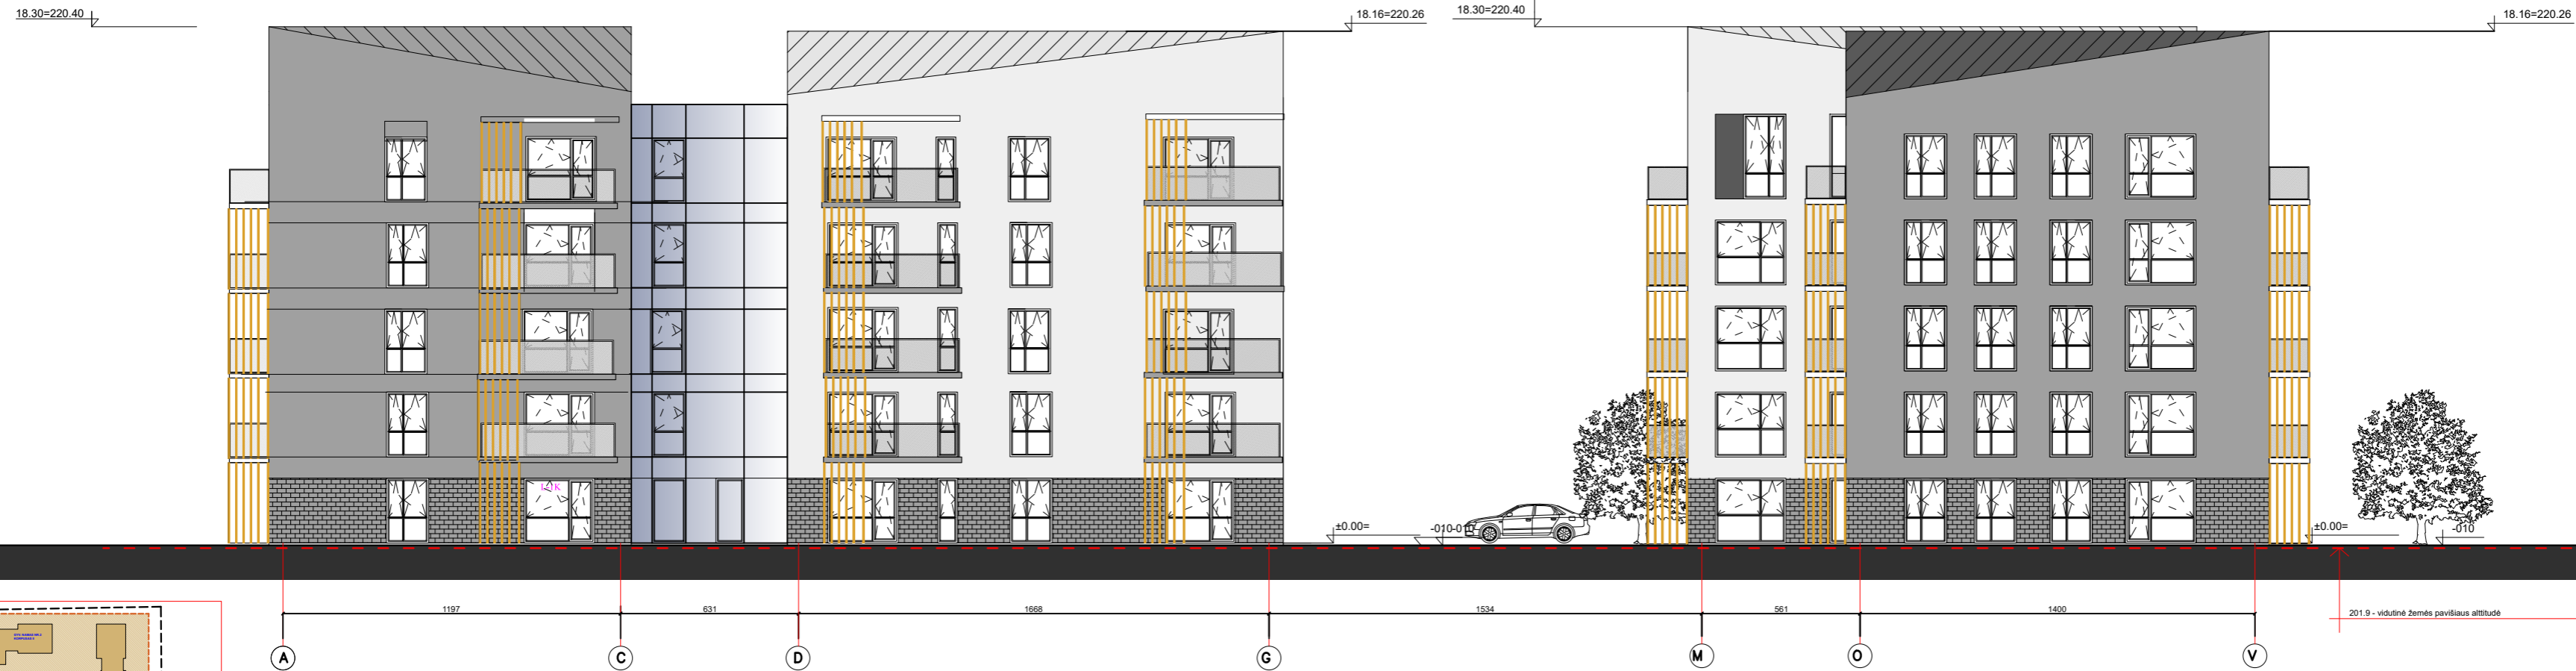 18.30=220.40
18.16=220.26
18.30=220.40
18.16=220.26
±0.00=
-010-010
±0.00=
-010
1197
631
1668
1534
561
1400
201.9 - vidutinė žemės paviršiaus altitudė
A
C
D
G
M
O
V